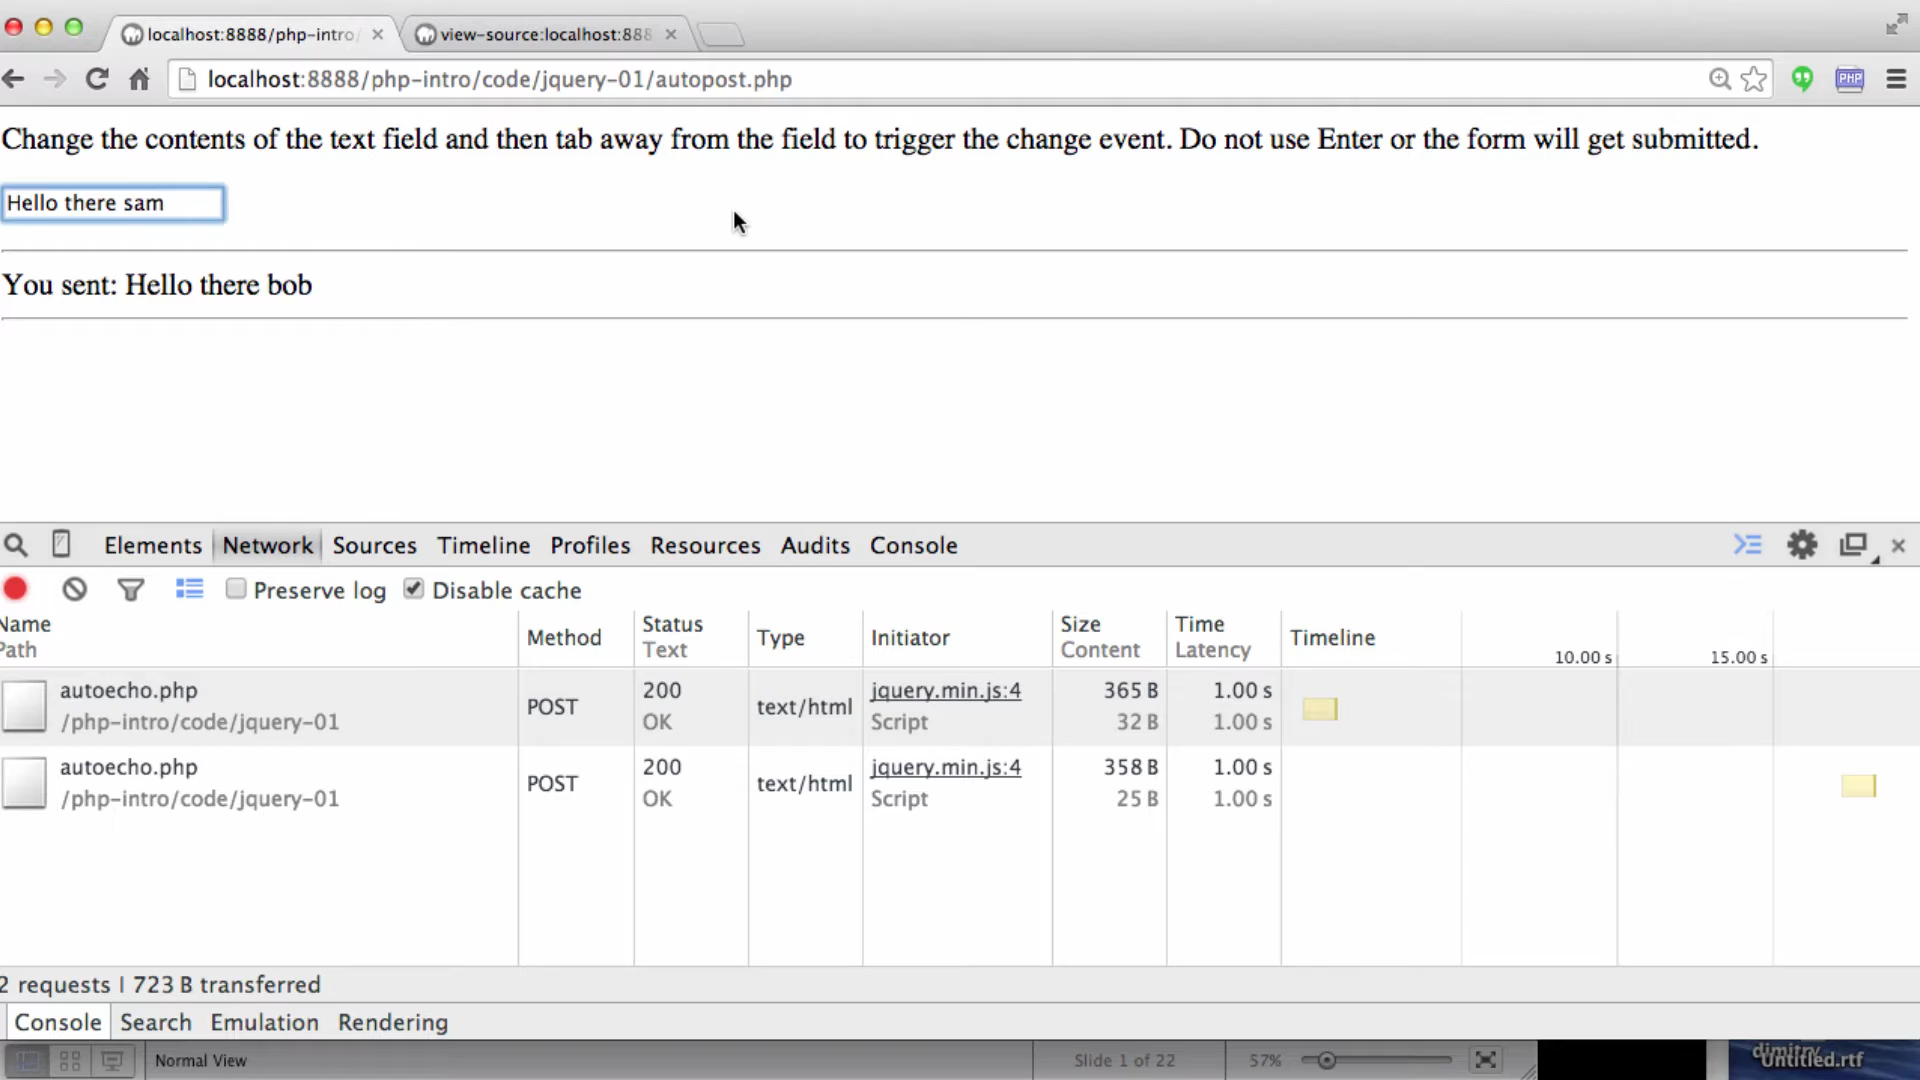 localhost:8888/php-intro/
view-source:localhost:888
localhost:8888/php-intro/code/jquery-01/autopost.php
PHP
Change the contents of the text field and then tab away from the field to trigger the change event. Do not use Enter or the form will get submitted.
Hello there sam
You sent: Hello there bob
Elements Network Sources Timeline Profiles Resources Audits Console
Preserve log Disable cache
Name Method Status Type Initiator Size Time Timeline
Path Text Content Latency 10.00 s 15.00 s
autoecho.php POST 200 text/html jquery.min.js:4 365 B 1.00 s
/php-intro/code/jquery-01 OK Script 32 B 1.00 s
autoecho.php POST 200 text/html jquery.min.js:4 358 B 1.00 s
/php-intro/code/jquery-01 OK Script 25 B 1.00 s
2 requests | 723 B transferred
Console Search Emulation Rendering
Normal View Slide 1 of 22 57%
Untitled.rtf